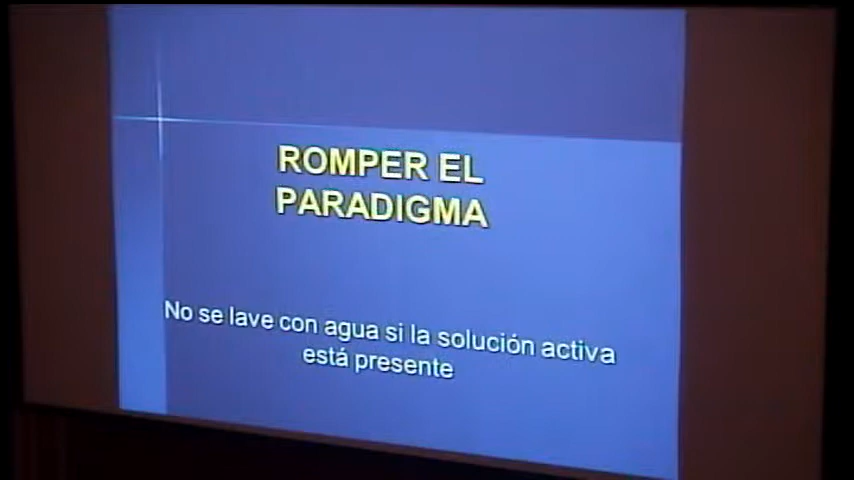 ROMPER EL
PARADIGMA
No se lave con agua si la solución activa
está presente